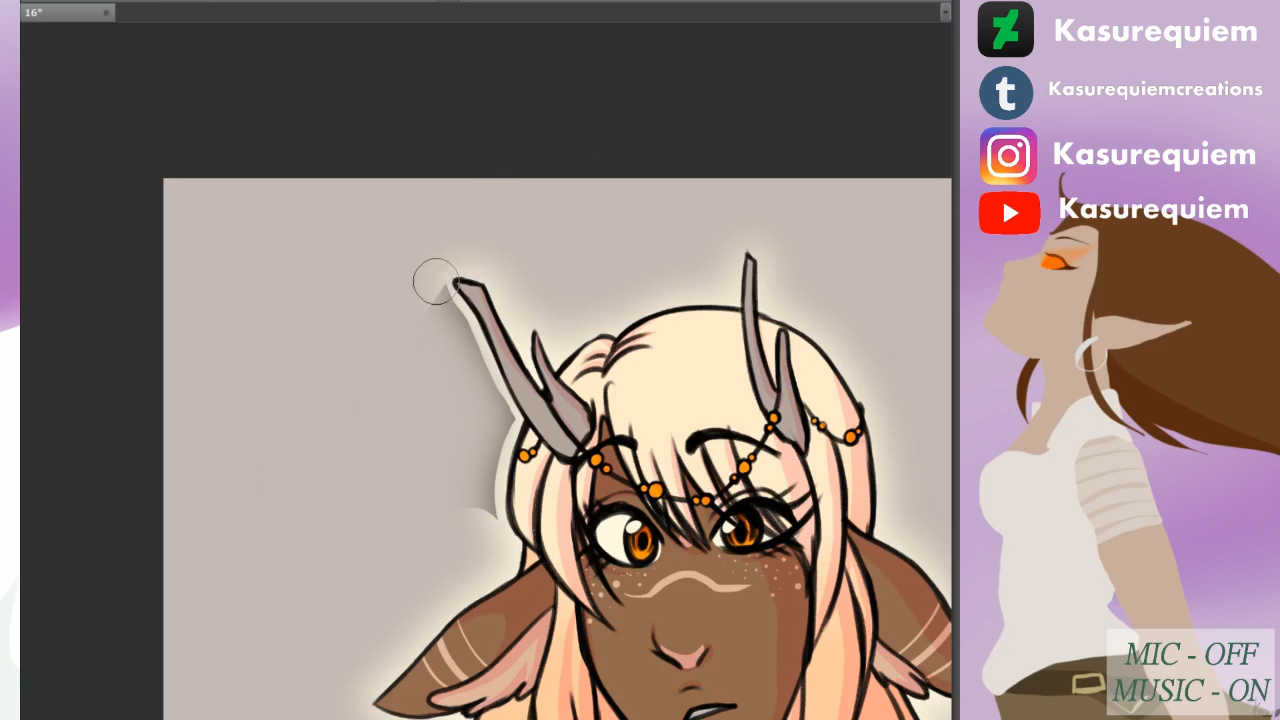 16*
Kasurequiem
Kasurequiemcreations
Kasurequiem
Kasurequiem
MIC - OFF
MUSIC - ON